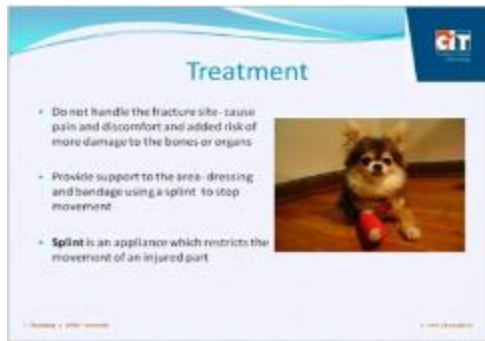 CIT
Treatment
• Do not handle the fracture site- cause
pain and discomfort and added risk of
more damage to the bones or organs
• Provide support to the area- dressing
and bandage using a splint to stop
movement
• Splint is an appliance which restricts the
movement of an injured part